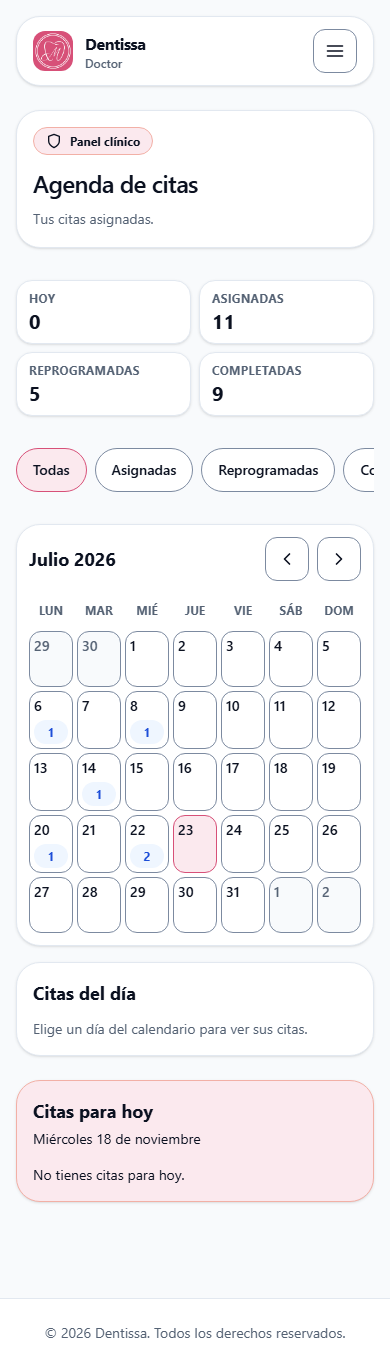 Dentissa
Doctor
Panel clínico
Agenda de citas
Tus citas asignadas.
HOY
0
ASIGNADAS
11
REPROGRAMADAS
5
COMPLETADAS
9
Todas Asignadas Reprogramadas
Julio 2026
LUN MAR MIÉ JUE VIE SÁB DOM
29 30 1 2 3 4 5
6 7 8 9 10 11 12
1 1
13 14 15 16 17 18 19
1
20 21 22 23 24 25 26
1 2
27 28 29 30 31 1 2
Citas del día
Elige un día del calendario para ver sus citas.
Citas para hoy
Miércoles 18 de noviembre
No tienes citas para hoy.
© 2026 Dentissa. Todos los derechos reservados.